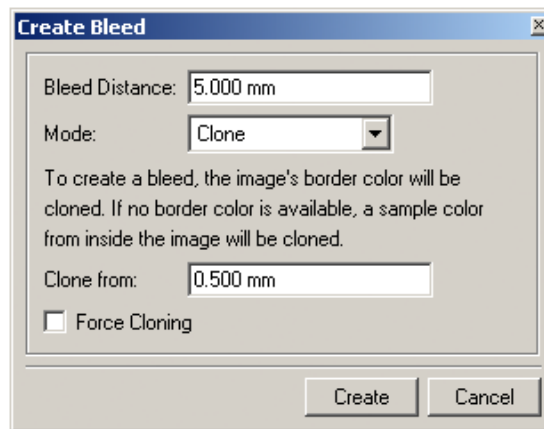 Create Bleed
Bleed Distance: 5.000 mm
Mode: Clone
To create a bleed, the image's border color will be
cloned. If no border color is available, a sample color
from inside the image will be cloned.
Clone from: 0.500 mm
Force Cloning
Create Cancel